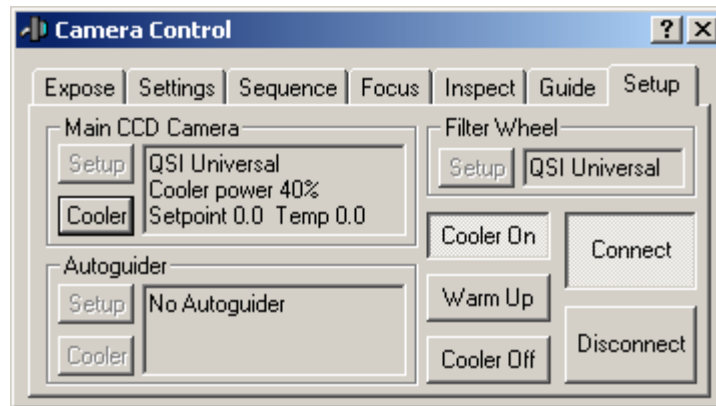 Camera Control
Expose Settings Sequence Focus Inspect Guide Setup
Main CCD Camera
Setup
QSI Universal
Cooler power 40%
Setpoint 0.0 Temp 0.0
Cooler
Autoguider
Setup
No Autoguider
Cooler
Filter Wheel
Setup
QSI Universal
Cooler On
Warm Up
Cooler Off
Connect
Disconnect